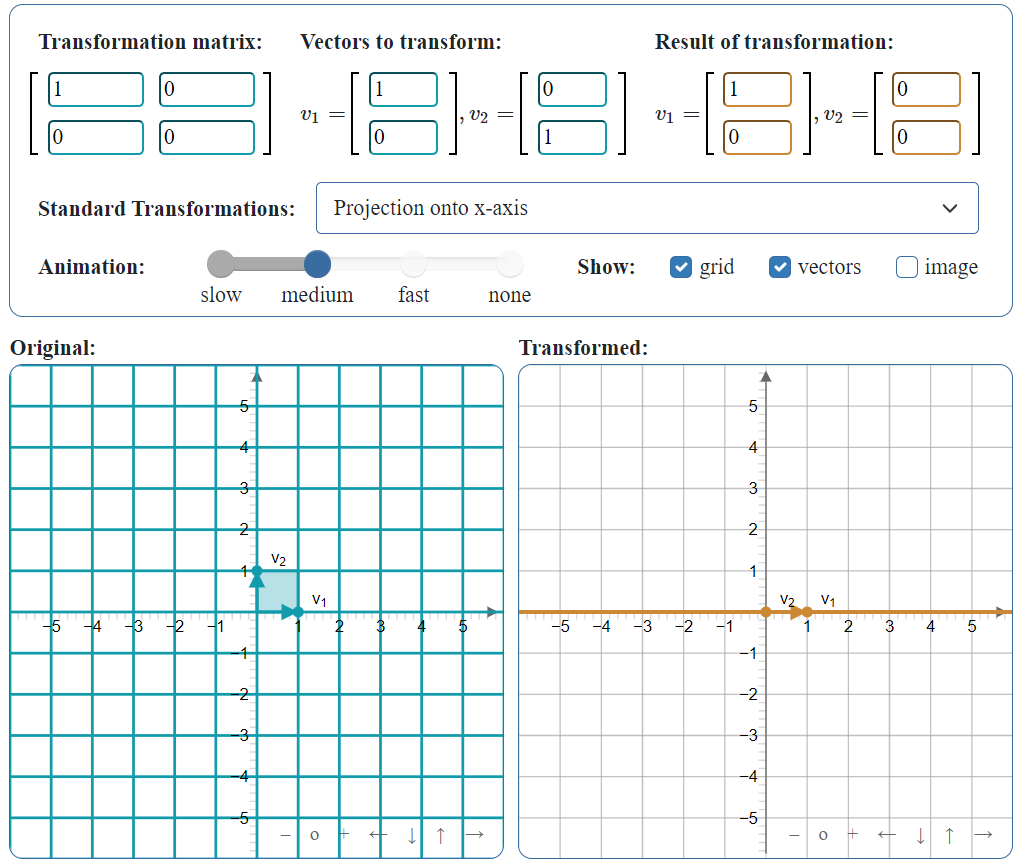 Transformation matrix: Vectors to transform: Result of transformation:
1 0 1 0 1 0
v₁ = , v₂ = v₁ = , v₂ =
0 0 0 1 0 0
Standard Transformations: Projection onto x-axis
Animation: Show: grid vectors image
slow medium fast none
Original: Transformed:
5 5
4 4
3 3
2 2
v₂
1 1
v₁ v₂ v₁
−5 −4 −3 −2 −1 1 2 3 4 5 −5 −4 −3 −2 −1 1 2 3 4 5
−1 −1
−2 −2
−3 −3
−4 −4
−5 −5
− o + ← ↓ ↑ → − o + ← ↓ ↑ →